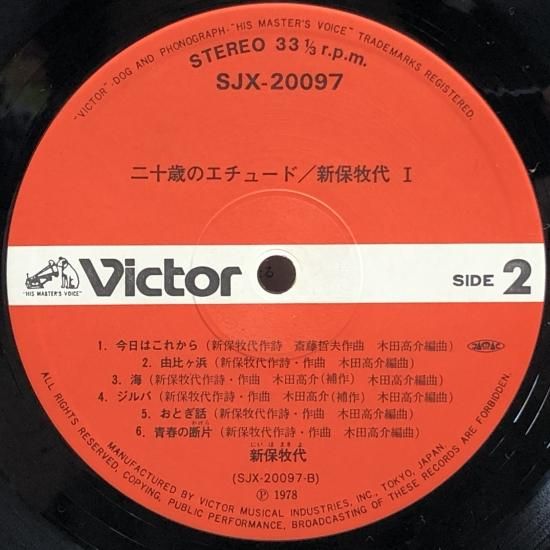 "VICTOR"-DOG AND PHONOGRAPH-"HIS MASTER'S VOICE" TRADEMARKS REGISTERED.
STEREO 33 1/3 r.p.m.
SJX-20097
二十歳のエチュード/新保牧代 I
"HIS MASTER'S VOICE"
Victor
SIDE 2
1. 今日はこれから(新保牧代作詩 斎藤哲夫作曲 木田高介編曲)
2. 由比ヶ浜(新保牧代作詩・作曲 木田高介編曲)
3. 海(新保牧代作詩・作曲 木田高介(補作)編曲)
4. ジルバ(新保牧代作詩・作曲 木田高介(補作)編曲)
5. おとぎ話(新保牧代作詩・作曲 木田高介編曲)
6. 青春の断片(新保牧代作詩・作曲 木田高介編曲)
新保牧代
(SJX-20097-B)
Ⓟ 1978
MANUFACTURED BY VICTOR MUSICAL INDUSTRIES, INC., TOKYO, JAPAN.
ALL RIGHTS RESERVED, COPYING, PUBLIC PERFORMANCE, BROADCASTING OF THESE RECORDS ARE FORBIDDEN.